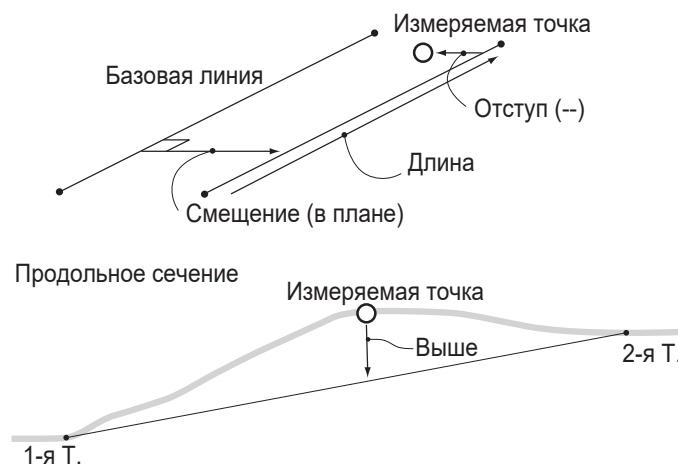 Измеряемая точка
Базовая линия
Отступ (--)
Длина
Смещение (в плане)
Продольное сечение
Измеряемая точка
Выше
2-я Т.
1-я Т.